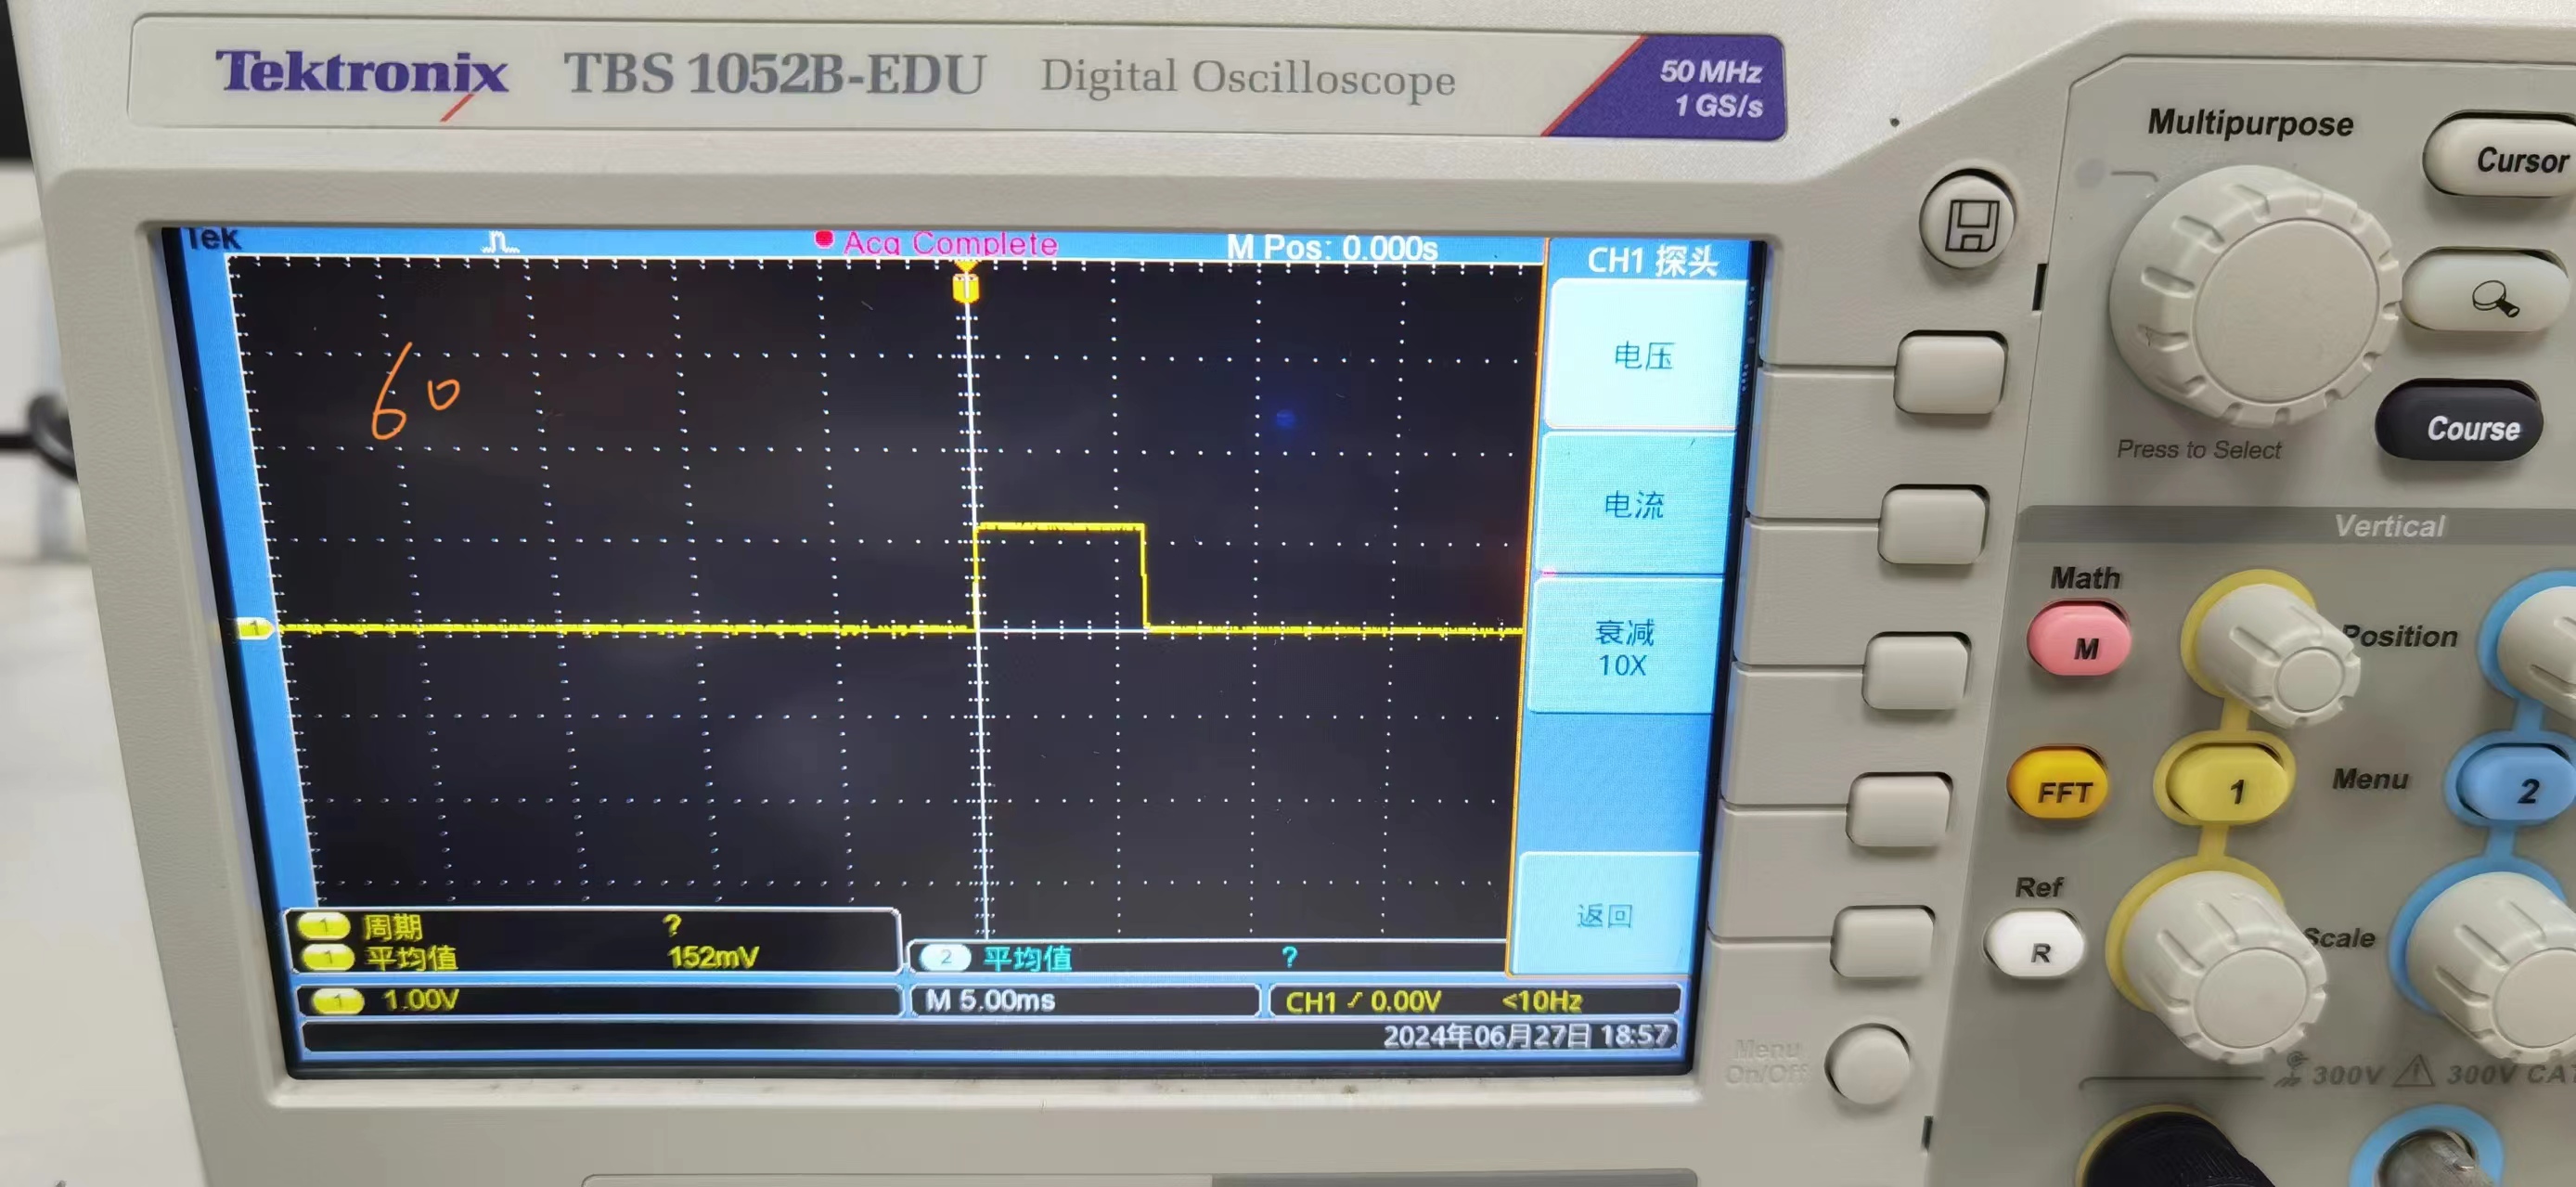 Tektronix TBS 1052B-EDU Digital Oscilloscope
50 MHz
1 GS/s
Multipurpose
Cursor
Press to Select
Course
Tek Acq Complete M Pos: 0.000s
CH1 探头
电压
电流
衰减
10X
返回
60
1
1 周期 ?
1 平均值 152mV
2 平均值 ?
1 1.00V M 5.00ms CH1 0.00V <10Hz
2024年06月27日 18:57
Vertical
Math
M
Position
FFT
1
Menu
2
Ref
R
Scale
Menu
On/Off
300V 300V CAT